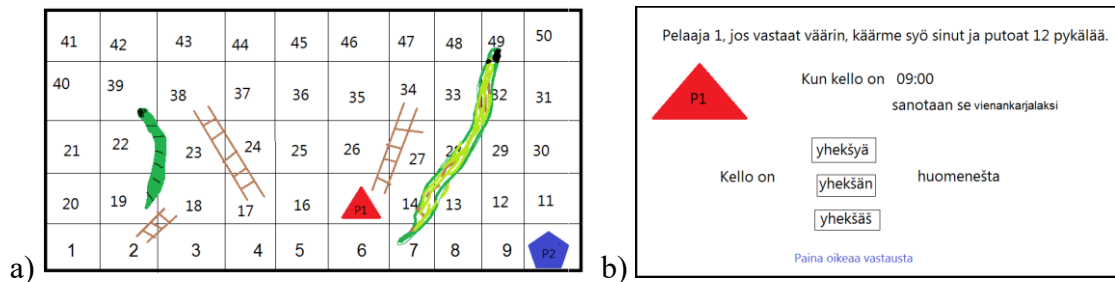 41 42 43 44 45 46 47 48 49 50
40 39 38 37 36 35 34 33 32 31
21 22 23 24 25 26 27 28 29 30
20 19 18 17 16 P1 14 13 12 11
1 2 3 4 5 6 7 8 9 P2
a)
Pelaaja 1, jos vastaat väärin, käärme syö sinut ja putoat 12 pykälää.
Kun kello on 09:00
P1
sanotaan se vienankarjalaksi
yhekšyä
Kello on yhekšän huomenešta
yhekšäš
Paina oikeaa vastausta
b)